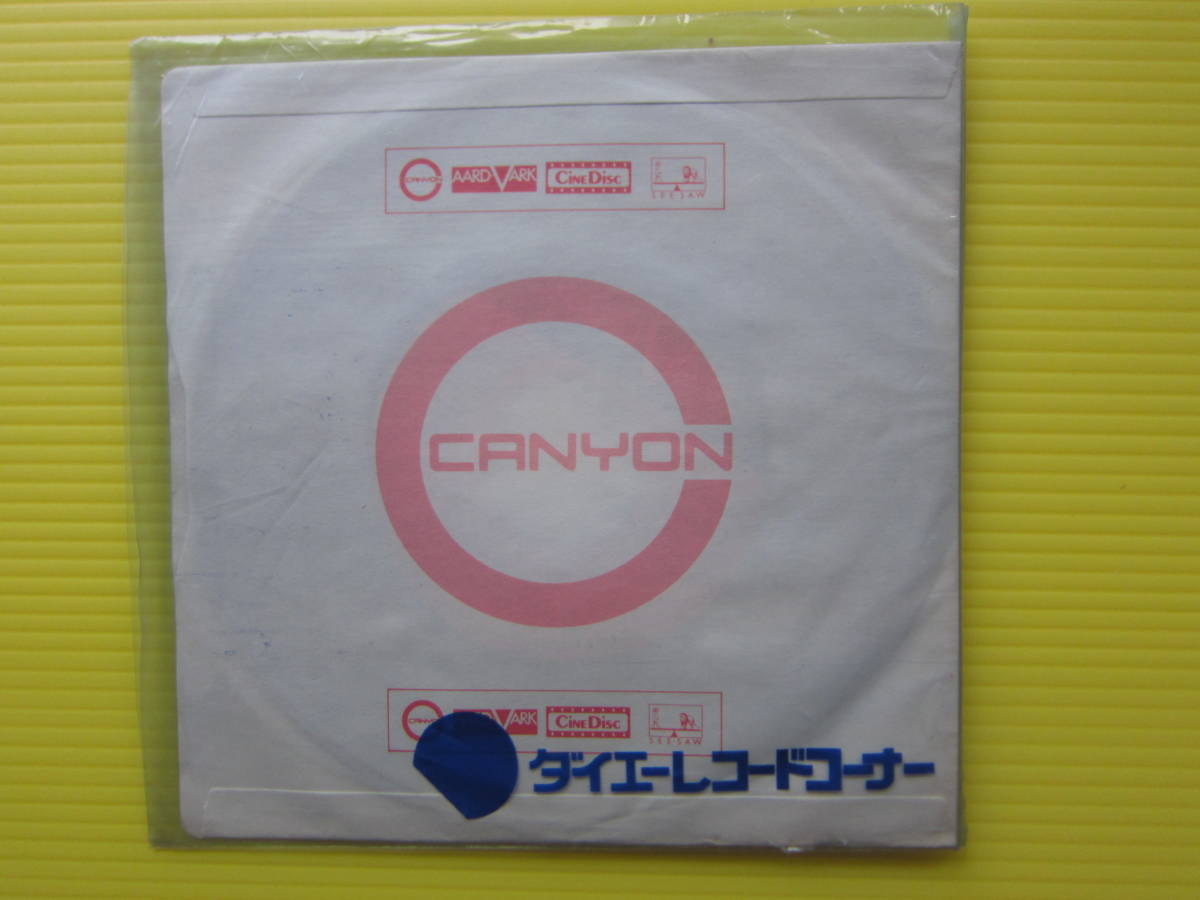 CANYON AARD-VARK CINEDISC SEE·SAW
CANYON
CANYON AARD-VARK CINEDISC SEE·SAW
ダイエーレコードコーナー